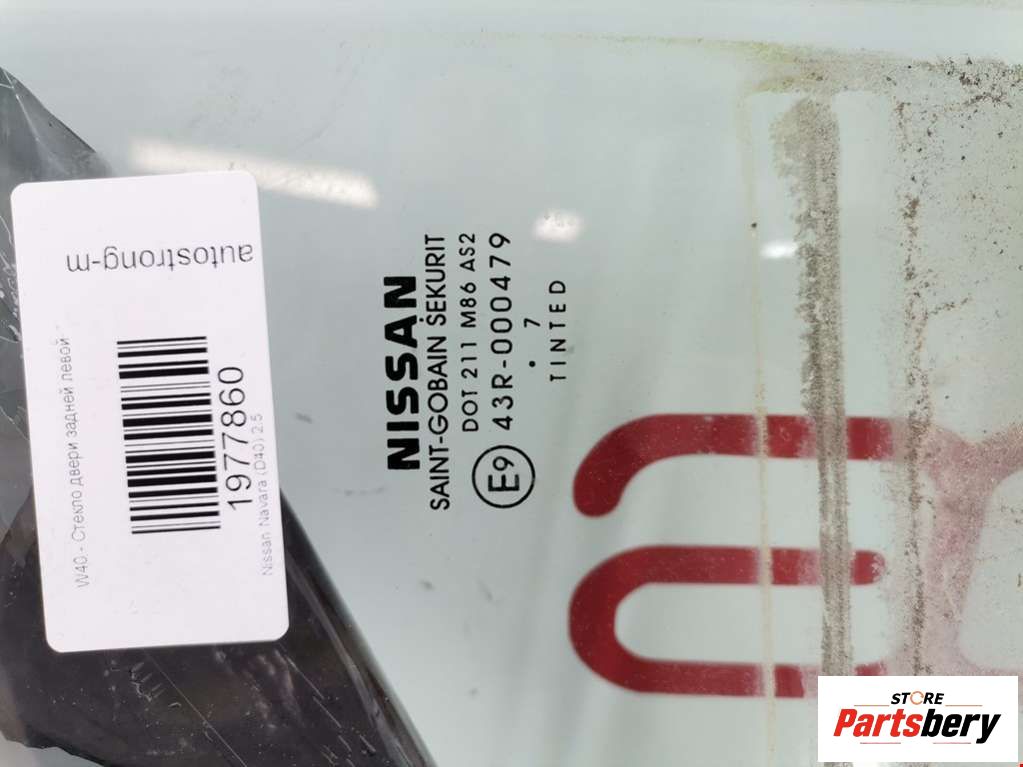 autostrong-m
W40 - Стекло двери задней левой
1977860
Nissan Navara (D40) 2.5
NISSAN
SAINT-GOBAIN SEKURIT
DOT 211 M86 AS2
E9 43R-000479
. 7
TINTED
STORE
Partsbery